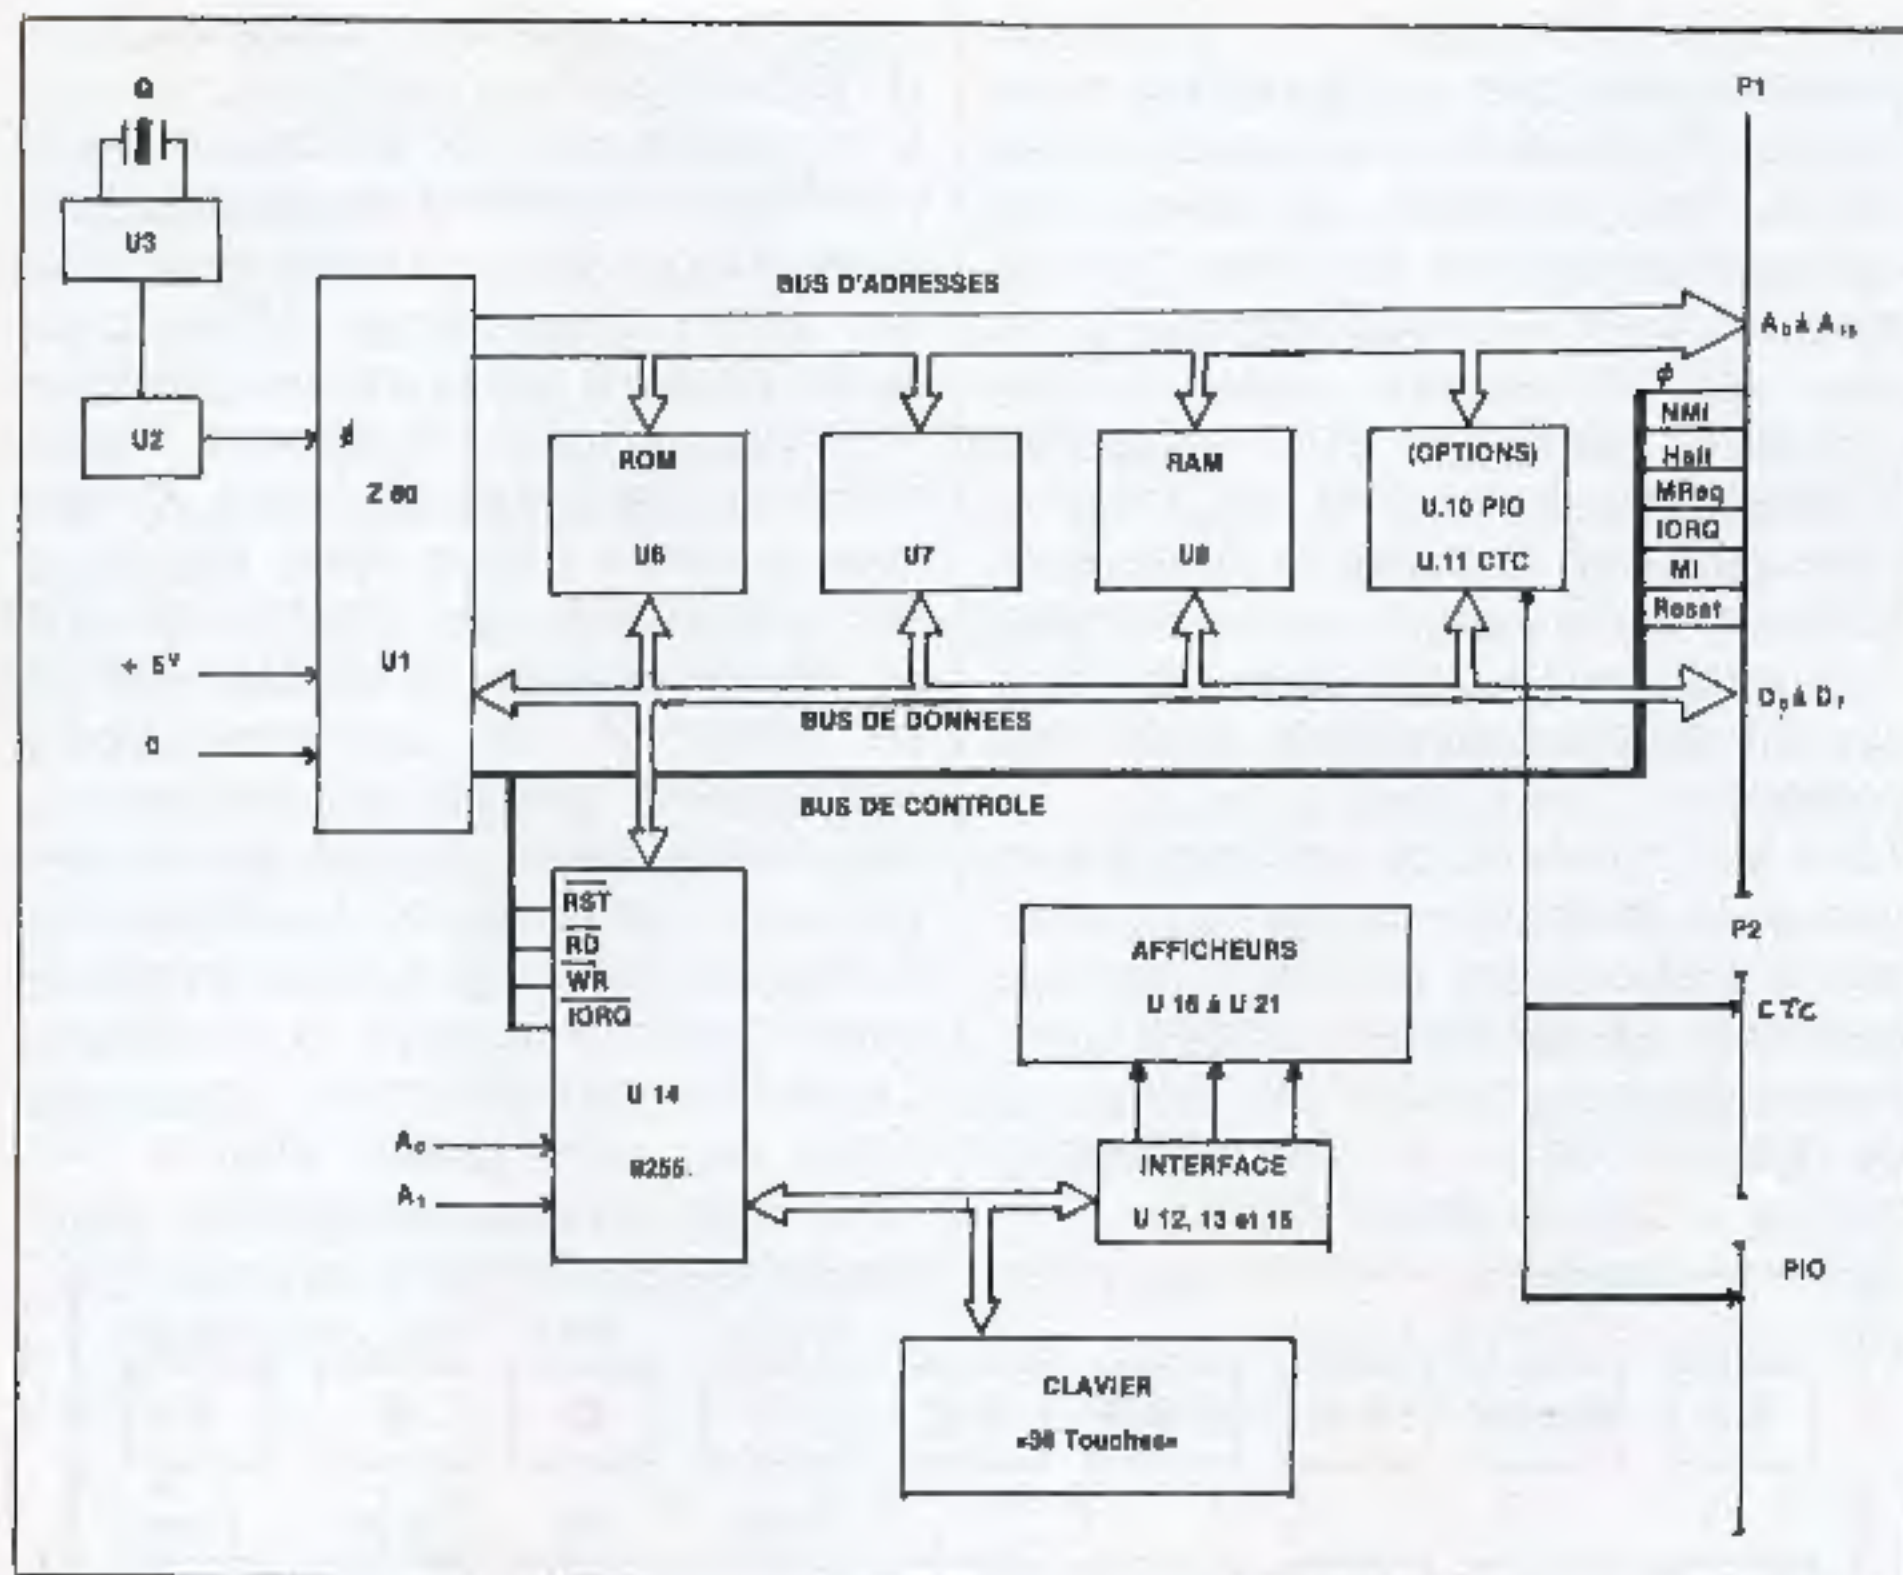 Q
P1
U3
BUS D'ADRESSES
A₀ à A₁₅
ϕ
NMI
U2
ϕ
ROM
RAM
(OPTIONS)
Halt
Z 80
MReq
U.10 PIO
IORQ
U6
U7
U8
U.11 CTC
MI
Reset
+ 5V
U1
D₀ à D₇
BUS DE DONNEES
0
BUS DE CONTROLE
RST
P2
RD
AFFICHEURS
WR
U 16 à U 21
CTC
IORQ
U 14
A₀
INTERFACE
8255.
A₁
U 12, 13 et 15
PIO
CLAVIER
«36 Touches»